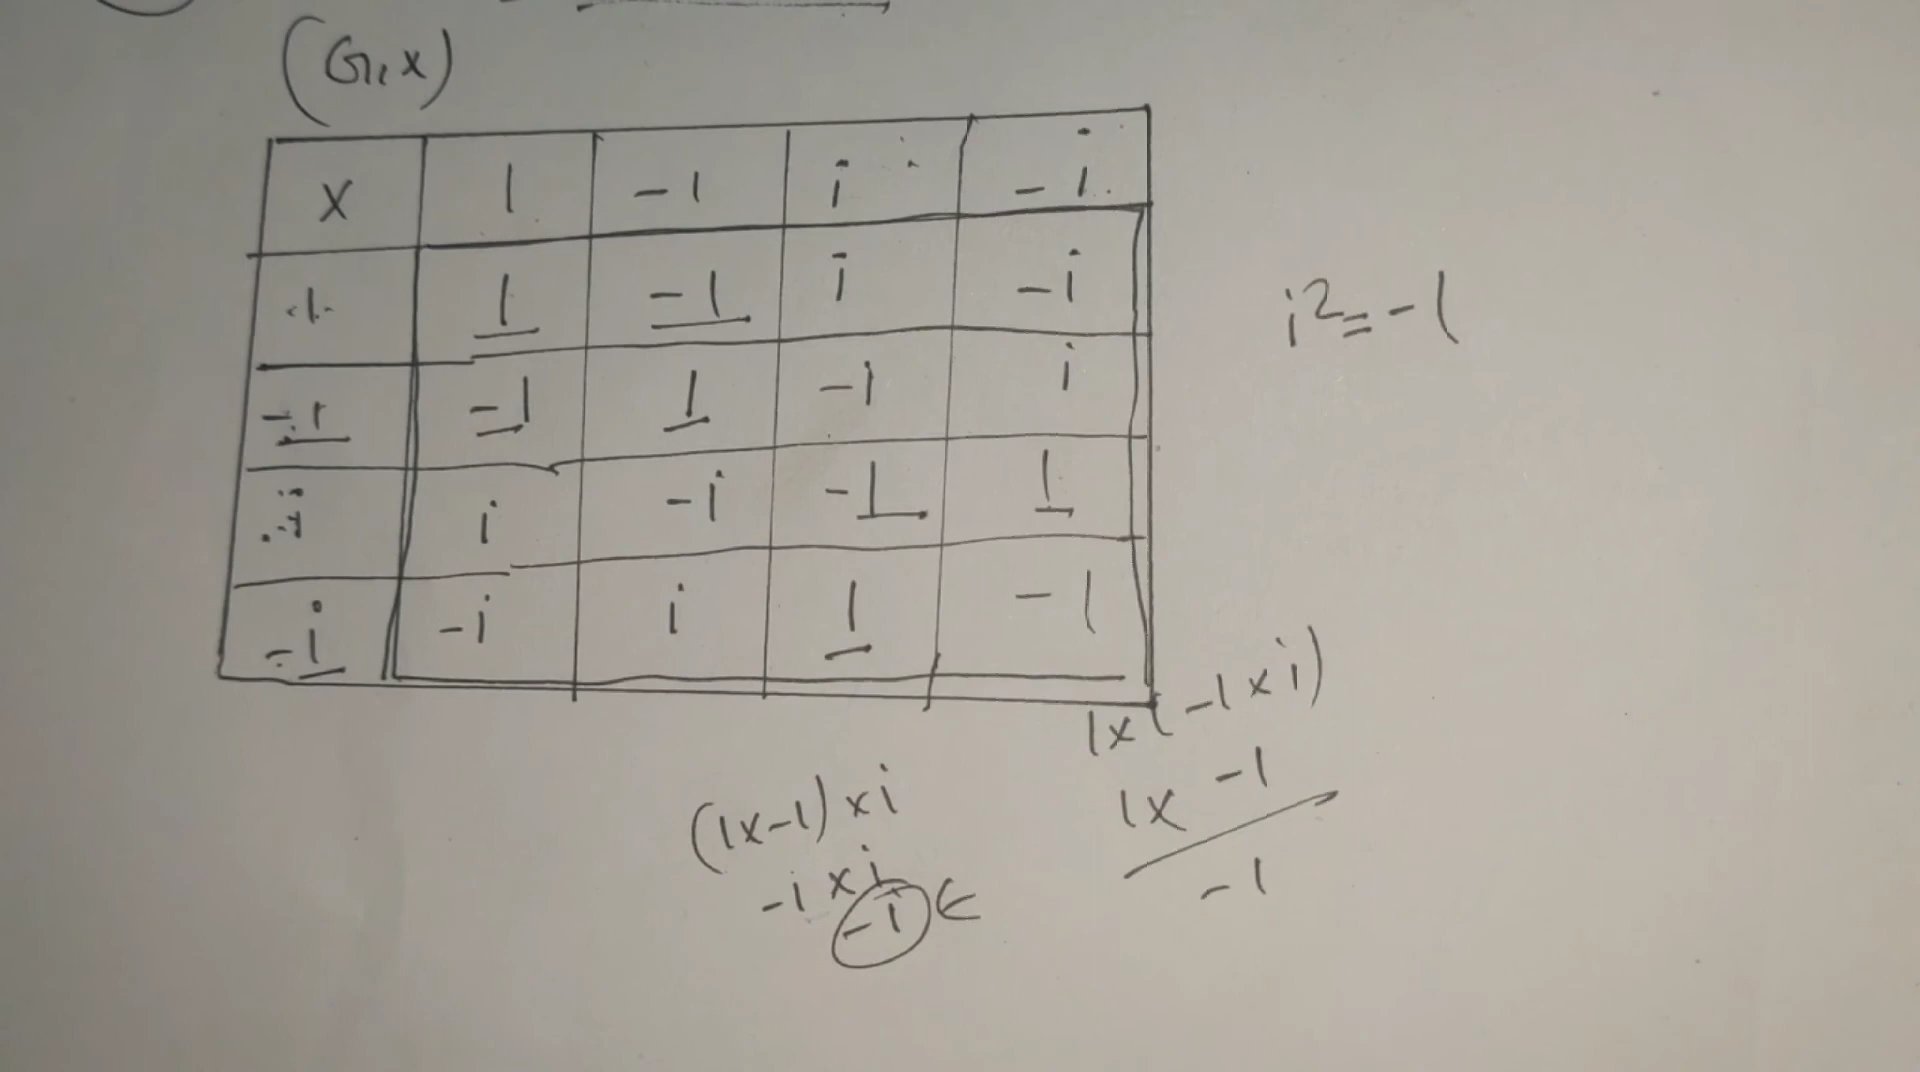 (G, x)
x 1 -1 i -i
1 1 -1 i -i
-1 -1 1 -i i
i i -i -1 1
-i -i i 1 -1
i²=-1
1x(-1xi)
1x -1
-1
(1x-1)xi
-1xi
-i ∈